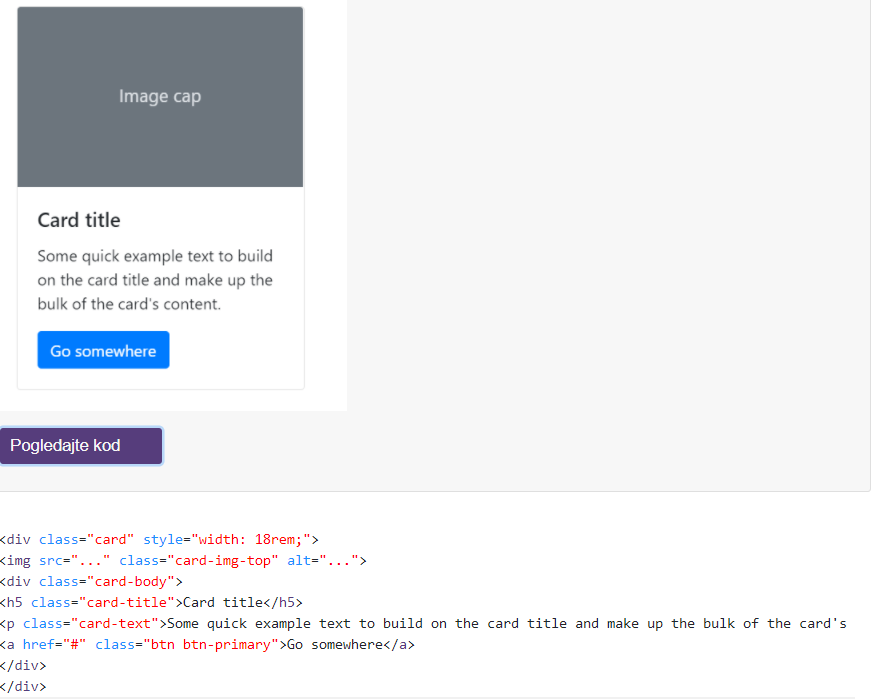 Image cap
Card title
Some quick example text to build
on the card title and make up the
bulk of the card's content.
Go somewhere
Pogledajte kod
<div class="card" style="width: 18rem;">
<img src="..." class="card-img-top" alt="...">
<div class="card-body">
<h5 class="card-title">Card title</h5>
<p class="card-text">Some quick example text to build on the card title and make up the bulk of the card's
<a href="#" class="btn btn-primary">Go somewhere</a>
</div>
</div>